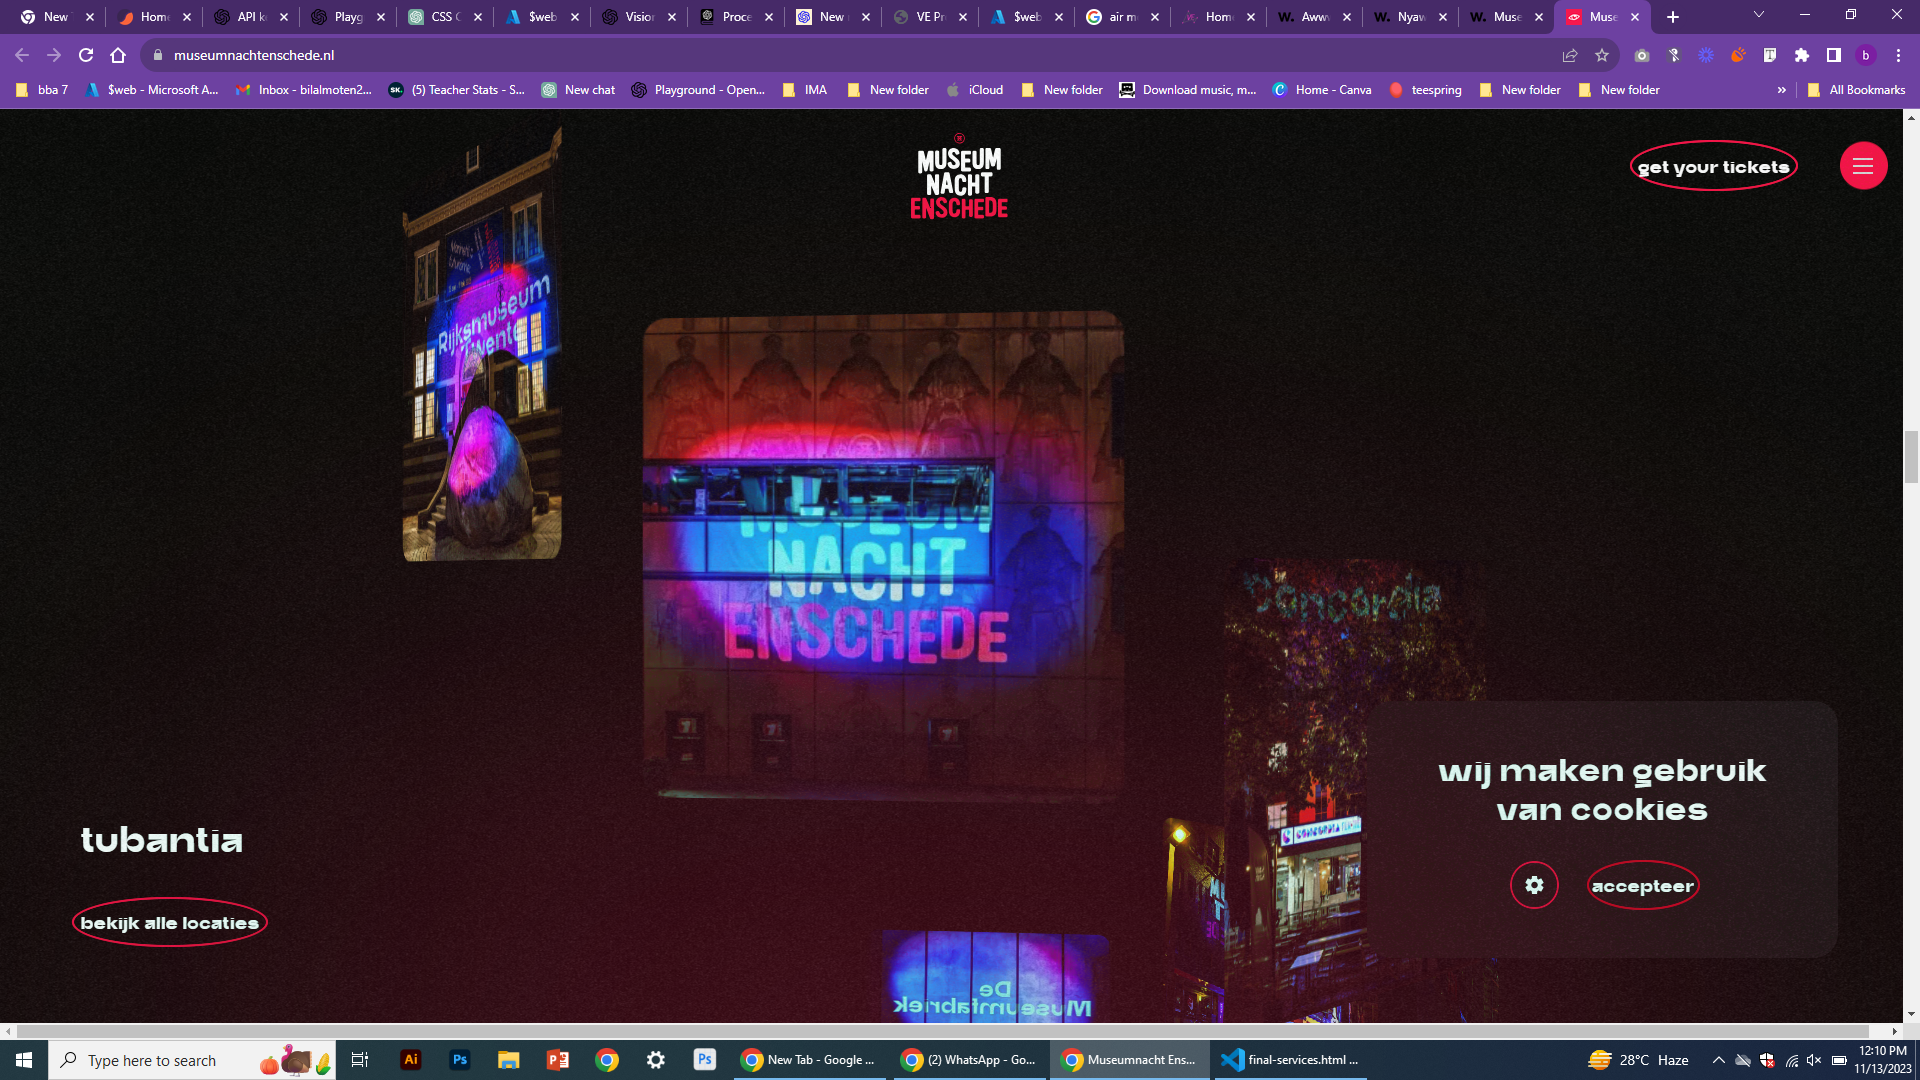 New
Home
API k
Playg
CSS C
$web
Vision
Proce
New
VE Pr
$web
air m
Home
Aww
Nyaw
Muse
Muse
museumnachtenschede.nl
b
bba 7
$web - Microsoft A...
Inbox - bilalmoten2...
(5) Teacher Stats - S...
New chat
Playground - Open...
IMA
New folder
iCloud
New folder
Download music, m...
Home - Canva
teespring
New folder
New folder
»
All Bookmarks
MUSEUM
NACHT
ENSCHEDE
get your tickets
Rijksmuseum
Twente
MUSEUM
NACHT
ENSCHEDE
Concordia
CONCORDIA
wij maken gebruik
van cookies
accepteer
tubantia
bekijk alle locaties
De
Museumfabriek
Type here to search
New Tab - Google ...
(2) WhatsApp - Go...
Museumnacht Ens...
final-services.html ...
28°C Haze
12:10 PM
11/13/2023